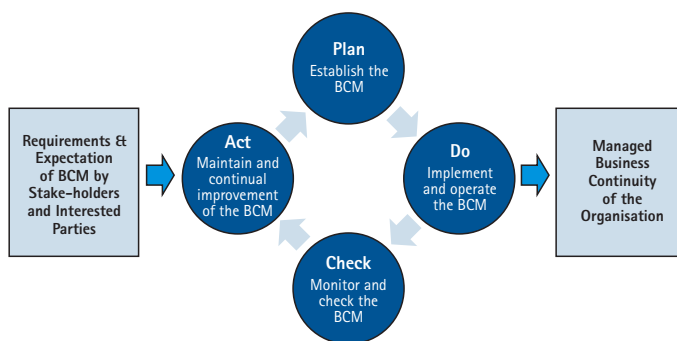 Plan
Establish the
BCM
Requirements &
Expectation
of BCM by
Stake-holders
and Interested
Parties
Act
Maintain and
continual
improvement
of the BCM
Do
Implement
and operate
the BCM
Managed
Business
Continuity
of the
Organisation
Check
Monitor and
check the
BCM